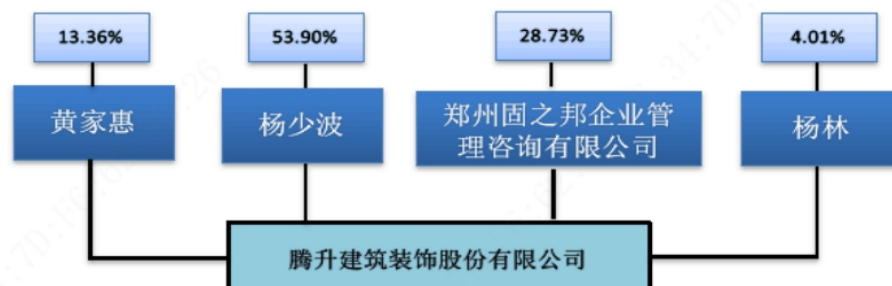 13.36%
53.90%
28.73%
4.01%
黄家惠
杨少波
郑州固之邦企业管
理咨询有限公司
杨林
腾升建筑装饰股份有限公司